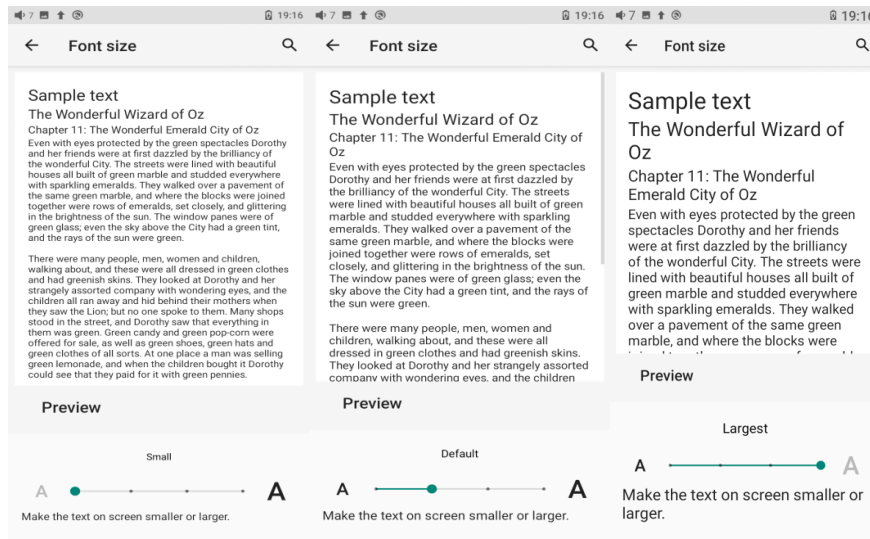 7 19:16
Font size
Sample text
The Wonderful Wizard of Oz
Chapter 11: The Wonderful Emerald City of Oz
Even with eyes protected by the green spectacles Dorothy
and her friends were at first dazzled by the brilliancy of
the wonderful City. The streets were lined with beautiful
houses all built of green marble and studded everywhere
with sparkling emeralds. They walked over a pavement of
the same green marble, and where the blocks were joined
together were rows of emeralds, set closely, and glittering
in the brightness of the sun. The window panes were of
green glass; even the sky above the City had a green tint,
and the rays of the sun were green.
There were many people, men, women and children,
walking about, and these were all dressed in green clothes
and had greenish skins. They looked at Dorothy and her
strangely assorted company with wondering eyes, and the
children all ran away and hid behind their mothers when
they saw the Lion; but no one spoke to them. Many shops
stood in the street, and Dorothy saw that everything in
them was green. Green candy and green pop-corn were
offered for sale, as well as green shoes, green hats and
green clothes of all sorts. At one place a man was selling
green lemonade, and when the children bought it Dorothy
could see that they paid for it with green pennies.
Preview
Small
A A
Make the text on screen smaller or larger.
7 19:16
Font size
Sample text
The Wonderful Wizard of Oz
Chapter 11: The Wonderful Emerald City of
Oz
Even with eyes protected by the green spectacles
Dorothy and her friends were at first dazzled by
the brilliancy of the wonderful City. The streets
were lined with beautiful houses all built of green
marble and studded everywhere with sparkling
emeralds. They walked over a pavement of the
same green marble, and where the blocks were
joined together were rows of emeralds, set
closely, and glittering in the brightness of the sun.
The window panes were of green glass; even the
sky above the City had a green tint, and the rays of
the sun were green.
There were many people, men, women and
children, walking about, and these were all
dressed in green clothes and had greenish skins.
They looked at Dorothy and her strangely assorted
company with wondering eyes, and the children
Preview
Default
A A
Make the text on screen smaller or larger.
7 19:16
Font size
Sample text
The Wonderful Wizard of
Oz
Chapter 11: The Wonderful
Emerald City of Oz
Even with eyes protected by the green
spectacles Dorothy and her friends
were at first dazzled by the brilliancy
of the wonderful City. The streets were
lined with beautiful houses all built of
green marble and studded everywhere
with sparkling emeralds. They walked
over a pavement of the same green
marble, and where the blocks were
Preview
Largest
A A
Make the text on screen smaller or
larger.